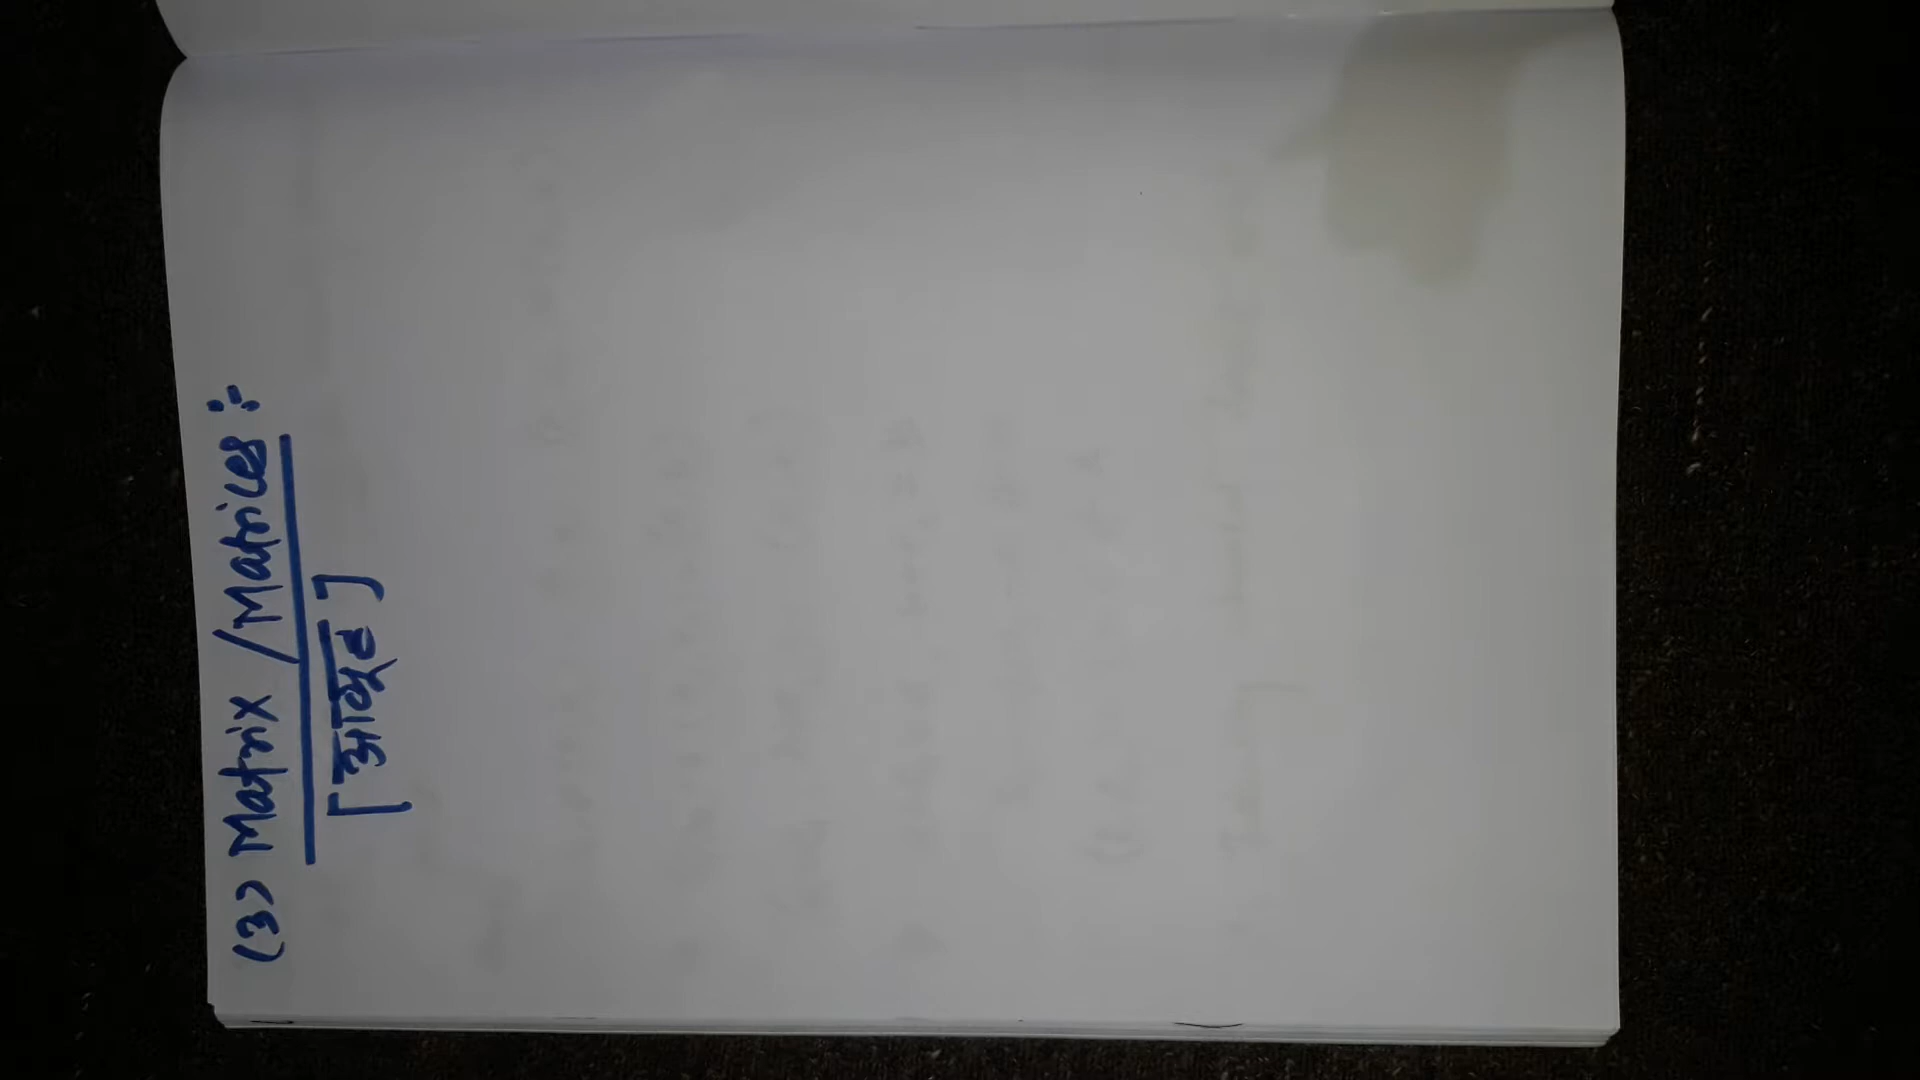 (3) Matrix / Matrices :-
[आव्यूह]